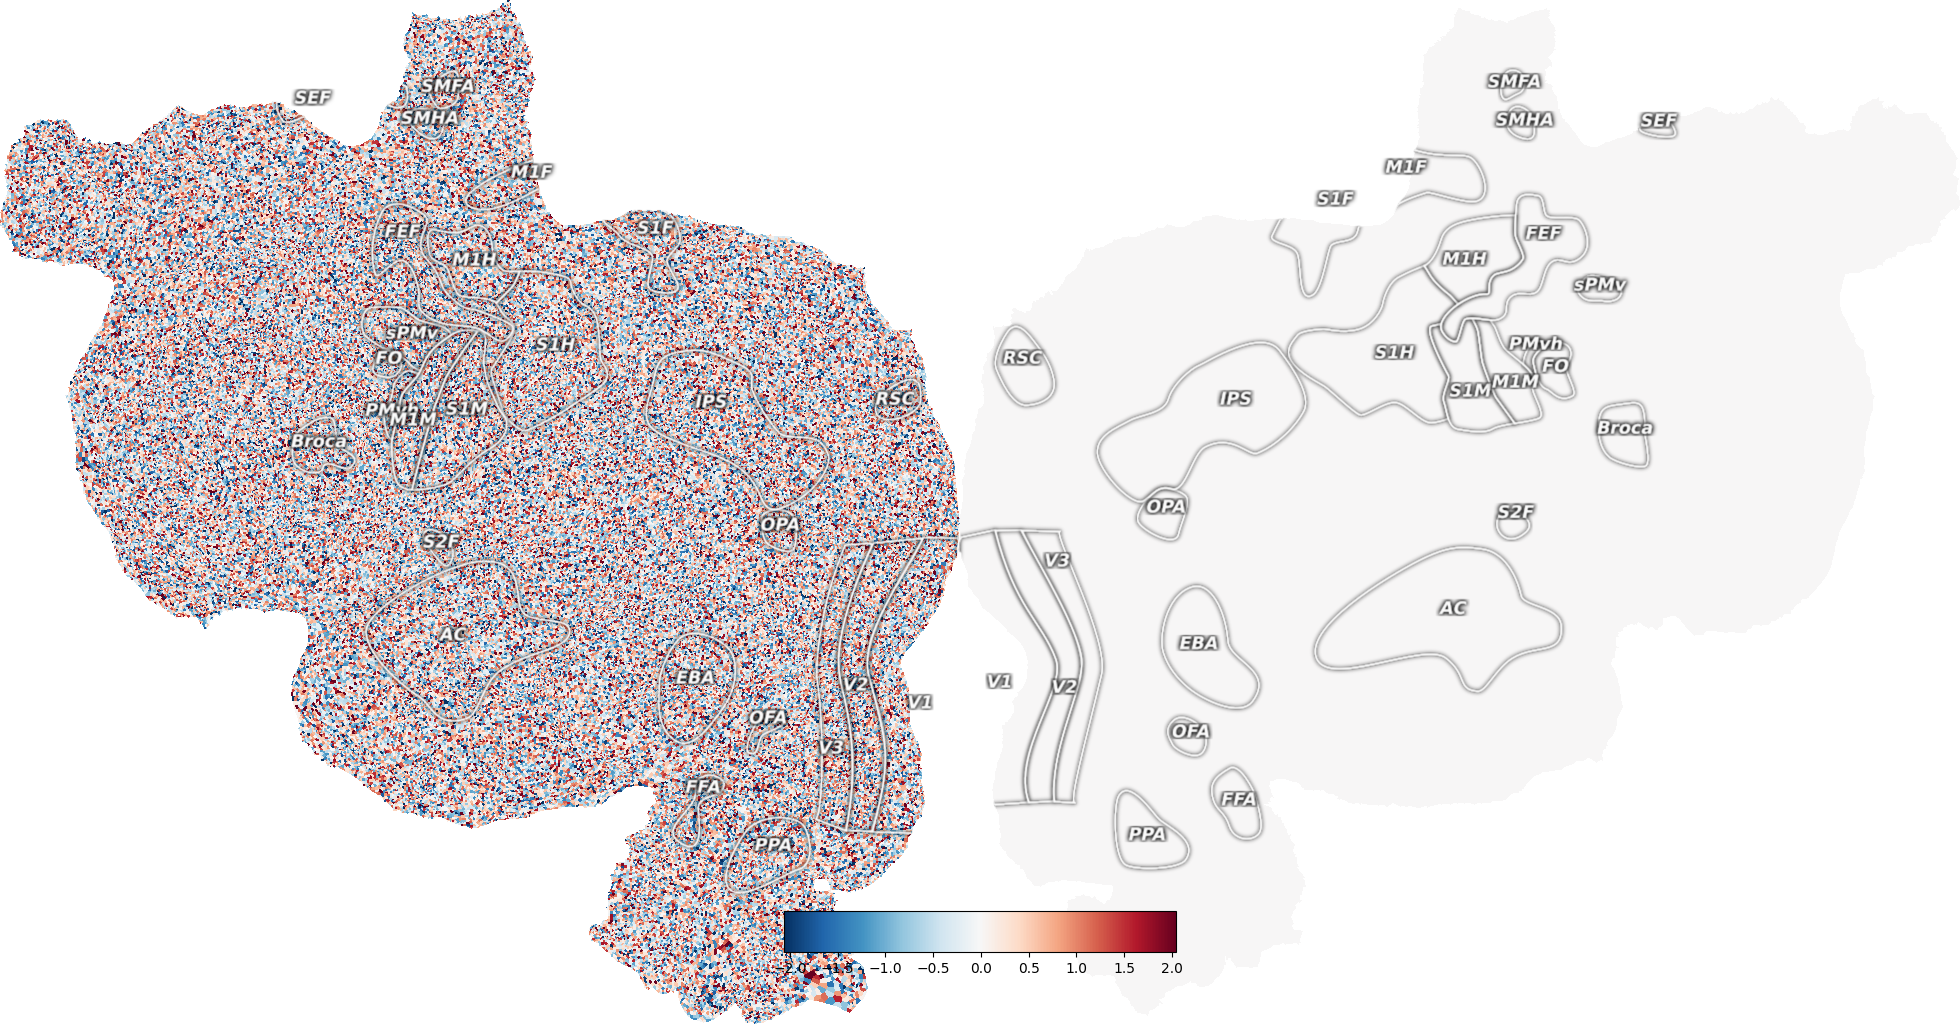 SMFA
SEF
SMHA
M1F
FEF
S1F
M1H
sPMv
S1H
FO
IPS
RSC
PMvh
S1M
M1M
Broca
OPA
S2F
AC
EBA
V2
V1
OFA
V3
FFA
PPA
SMFA
SMHA
SEF
M1F
S1F
FEF
M1H
sPMv
PMvh
S1H
RSC
FO
M1M
S1M
IPS
Broca
OPA
S2F
V3
AC
EBA
V1
V2
OFA
FFA
PPA
−2.0 −1.5 −1.0 −0.5 0.0 0.5 1.0 1.5 2.0